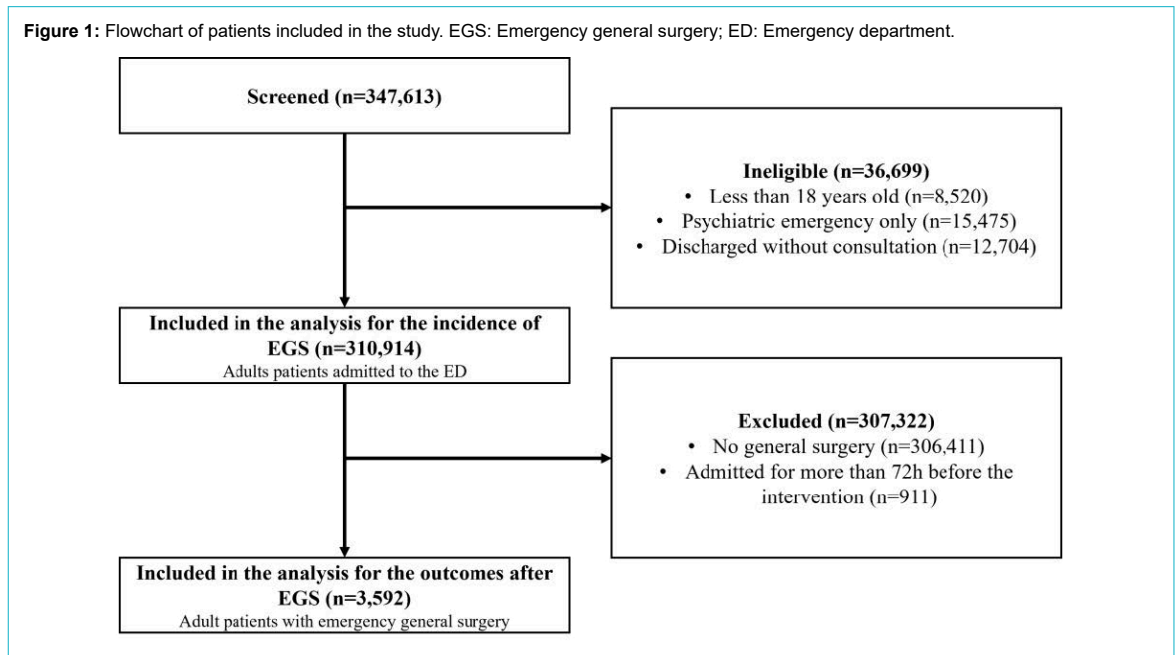 Figure 1: Flowchart of patients included in the study. EGS: Emergency general surgery; ED: Emergency department.
Screened (n=347,613)
Ineligible (n=36,699)
• Less than 18 years old (n=8,520)
• Psychiatric emergency only (n=15,475)
• Discharged without consultation (n=12,704)
Included in the analysis for the incidence of
EGS (n=310,914)
Adults patients admitted to the ED
Excluded (n=307,322)
• No general surgery (n=306,411)
• Admitted for more than 72h before the
intervention (n=911)
Included in the analysis for the outcomes after
EGS (n=3,592)
Adult patients with emergency general surgery